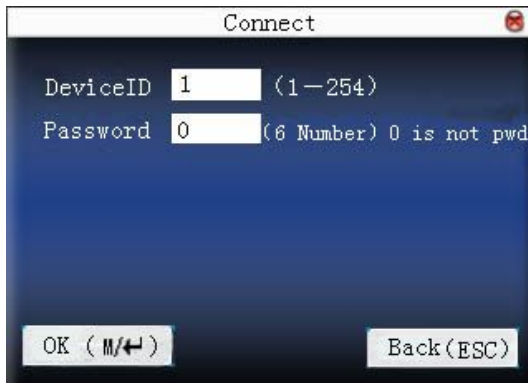 Connect
DeviceID 1 (1-254)
Password 0 (6 Number) 0 is not pwd
OK (M/↵) Back(ESC)